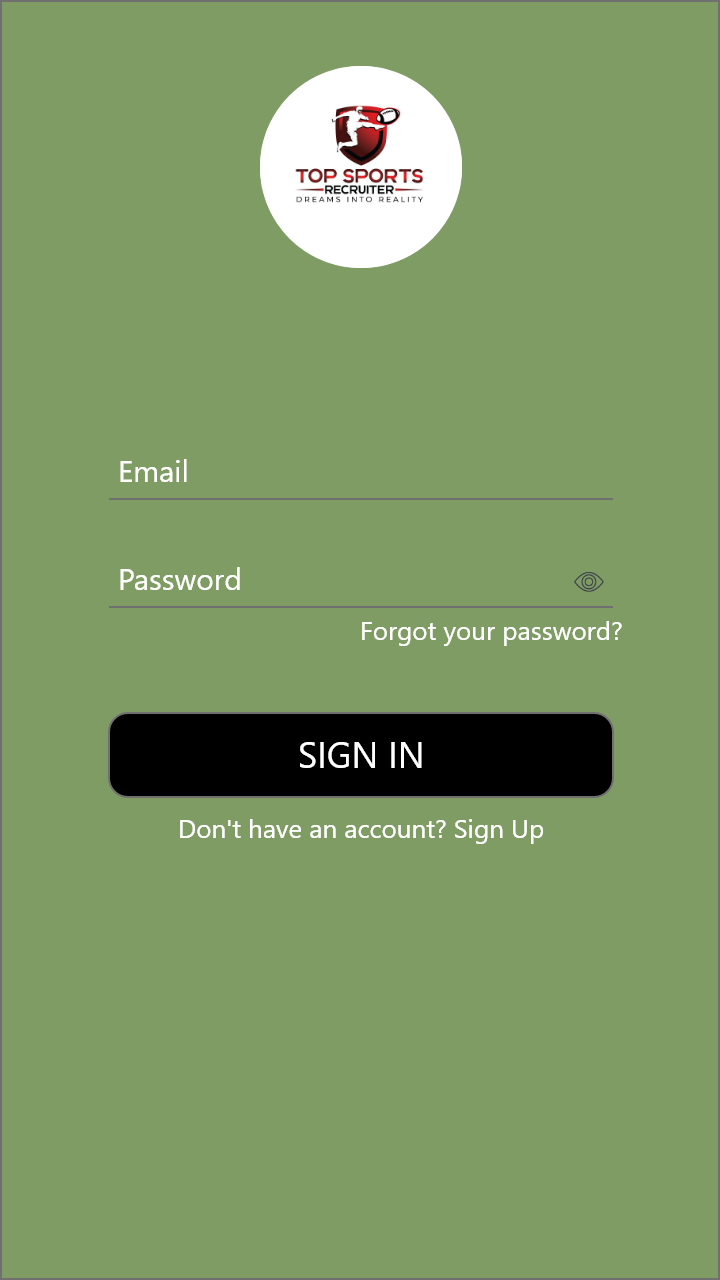 TOP SPORTS
RECRUITER
DREAMS INTO REALITY
Email
Password
Forgot your password?
SIGN IN
Don't have an account? Sign Up